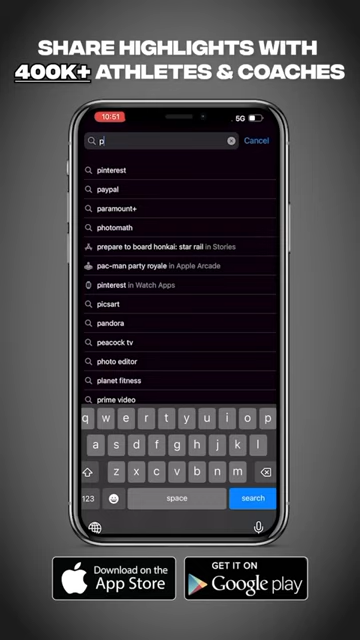 SHARE HIGHLIGHTS WITH
400K+ ATHLETES & COACHES
10:51
5G
p
Cancel
pinterest
paypal
paramount+
photomath
prepare to board honkai: star rail in Stories
pac-man party royale in Apple Arcade
pinterest in Watch Apps
picsart
pandora
peacock tv
photo editor
planet fitness
prime video
q w e r t y u i o p
a s d f g h j k l
z x c v b n m
123 space search
Download on the
App Store
GET IT ON
Google play